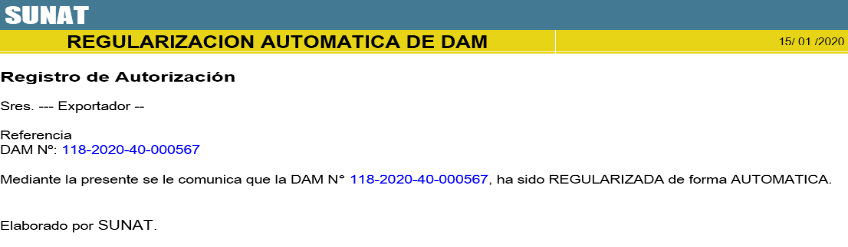 SUNAT
REGULARIZACION AUTOMATICA DE DAM 15/ 01 /2020
Registro de Autorización
Sres. --- Exportador --
Referencia
DAM Nº: 118-2020-40-000567
Mediante la presente se le comunica que la DAM N° 118-2020-40-000567, ha sido REGULARIZADA de forma AUTOMATICA.
Elaborado por SUNAT.